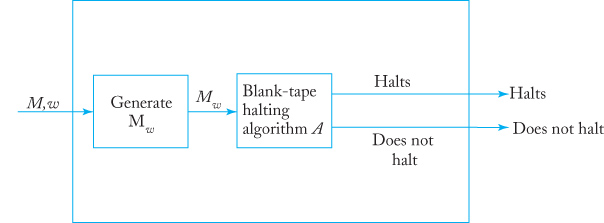 M,w
Generate
M_w
M_w
Blank-tape
halting
algorithm A
Halts
Does not
halt
Halts
Does not halt